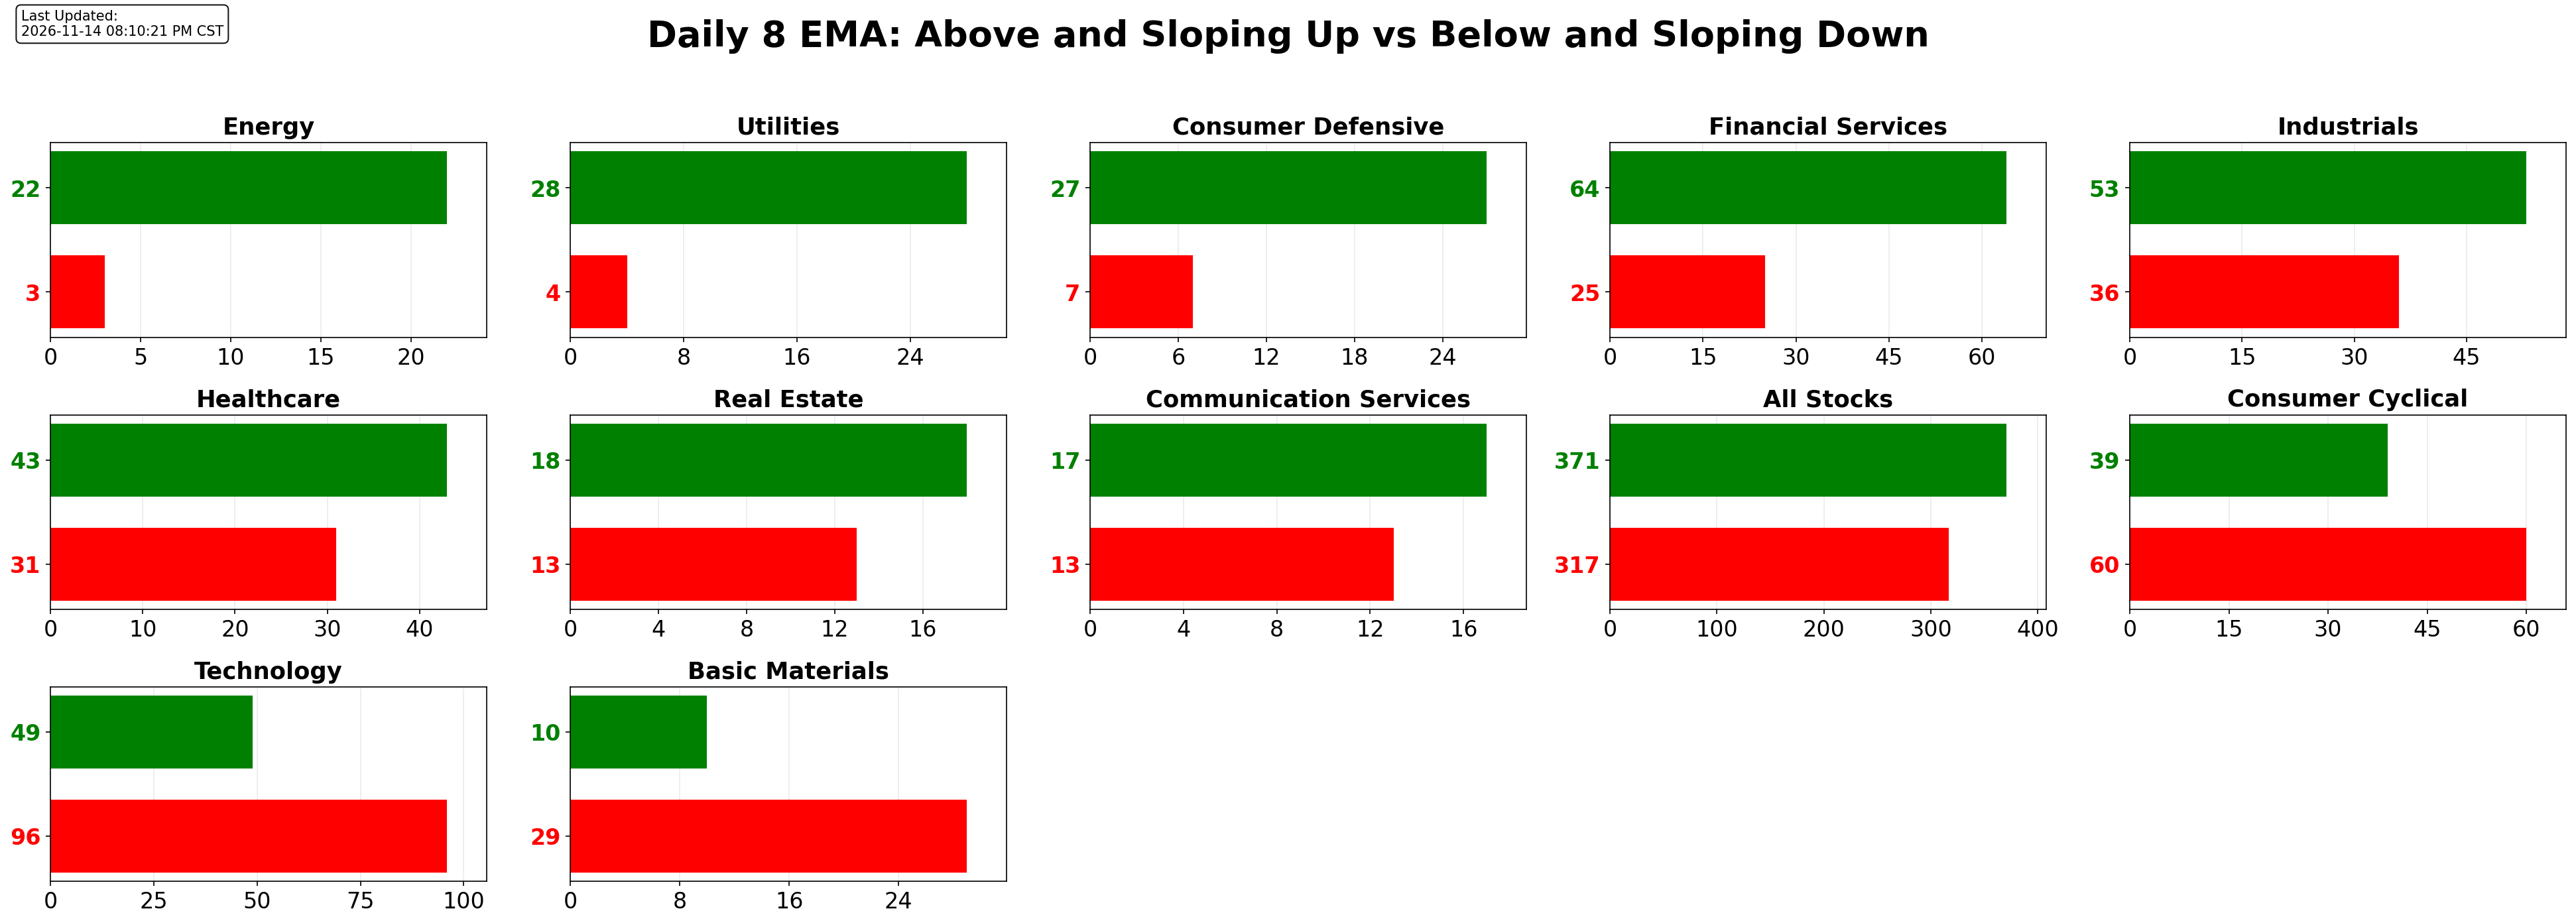 Last Updated:
2026-11-14 08:10:21 PM CST
Daily 8 EMA: Above and Sloping Up vs Below and Sloping Down
Energy
22
3
0 5 10 15 20
Utilities
28
4
0 8 16 24
Consumer Defensive
27
7
0 6 12 18 24
Financial Services
64
25
0 15 30 45 60
Industrials
53
36
0 15 30 45
Healthcare
43
31
0 10 20 30 40
Real Estate
18
13
0 4 8 12 16
Communication Services
17
13
0 4 8 12 16
All Stocks
371
317
0 100 200 300 400
Consumer Cyclical
39
60
0 15 30 45 60
Technology
49
96
0 25 50 75 100
Basic Materials
10
29
0 8 16 24